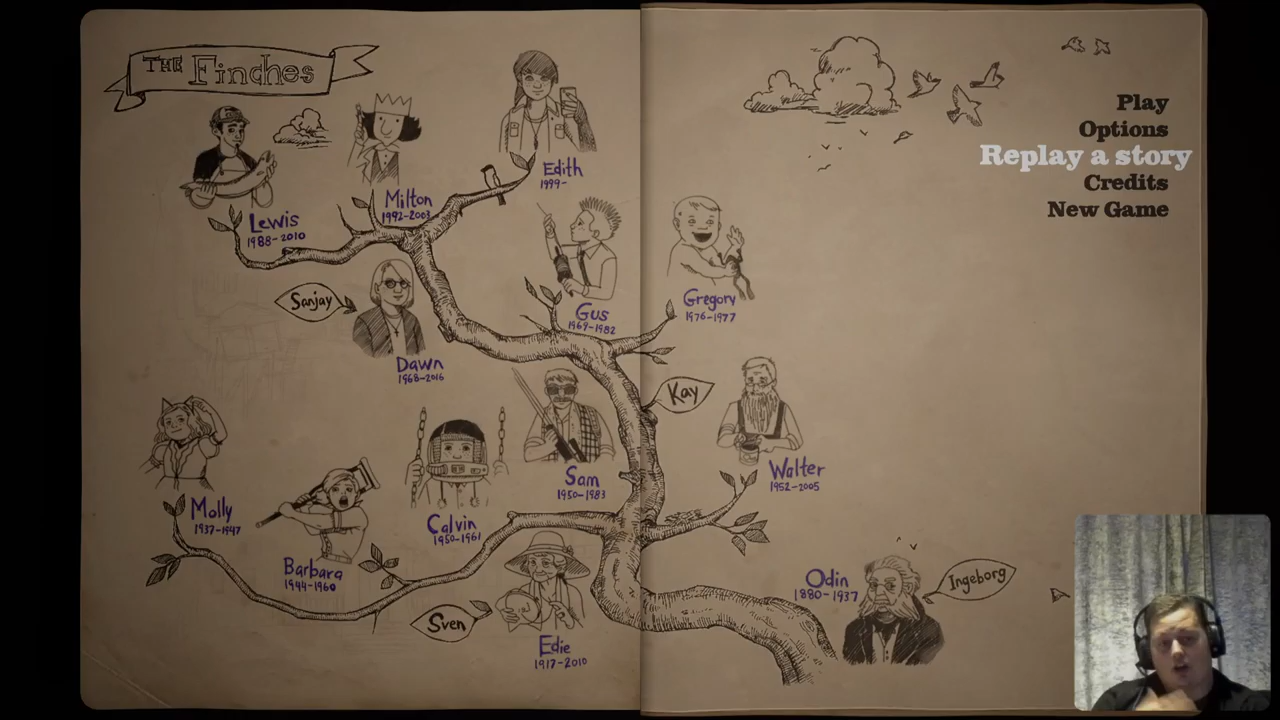 THE Finches
Play
Options
Replay a story
Credits
New Game
Edith
1999-
Milton
1992-2003
Lewis
1988-2010
Sanjay
Gus
1969-1982
Gregory
1976-1977
Dawn
1968-2016
Kay
Sam
1950-1983
Walter
1952-2005
Molly
1937-1947
Calvin
1950-1961
Barbara
1944-1960
Odin
1880-1937
Ingeborg
Sven
Edie
1917-2010